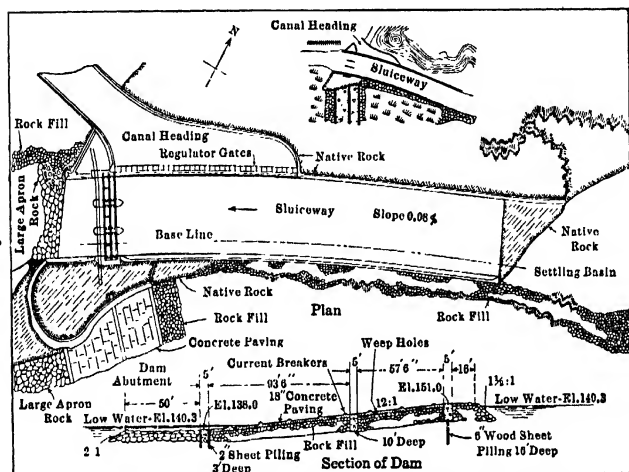 Canal Heading
Sluiceway
N
Rock Fill
Canal Heading
Regulator Gates
Native Rock
Large Apron
Rock
Sluiceway
Slope 0.08%
Base Line
Native
Rock
Settling Basin
Native Rock
Plan
Rock
Fill
Rock Fill
Concrete Paving
Large Apron
Rock
Dam
Abutment
Current Breakers
Weep Holes
5'
50'
5'
93'6"
57'6"
5'
16'
Low Water-El.140.3
El.138.0
18" Concrete
Paving
12:1
El.151.0
1½:1
Low Water-El.140.3
2 1
2" Sheet Piling
3' Deep
Rock Fill
10' Deep
6" Wood Sheet
Piling 16' Deep
Section of Dam